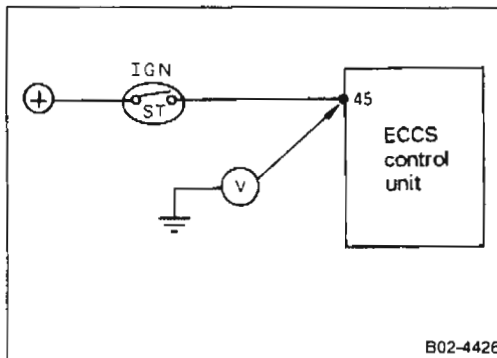 IGN
ST
45
ECCS
control
unit
V
B02-4426